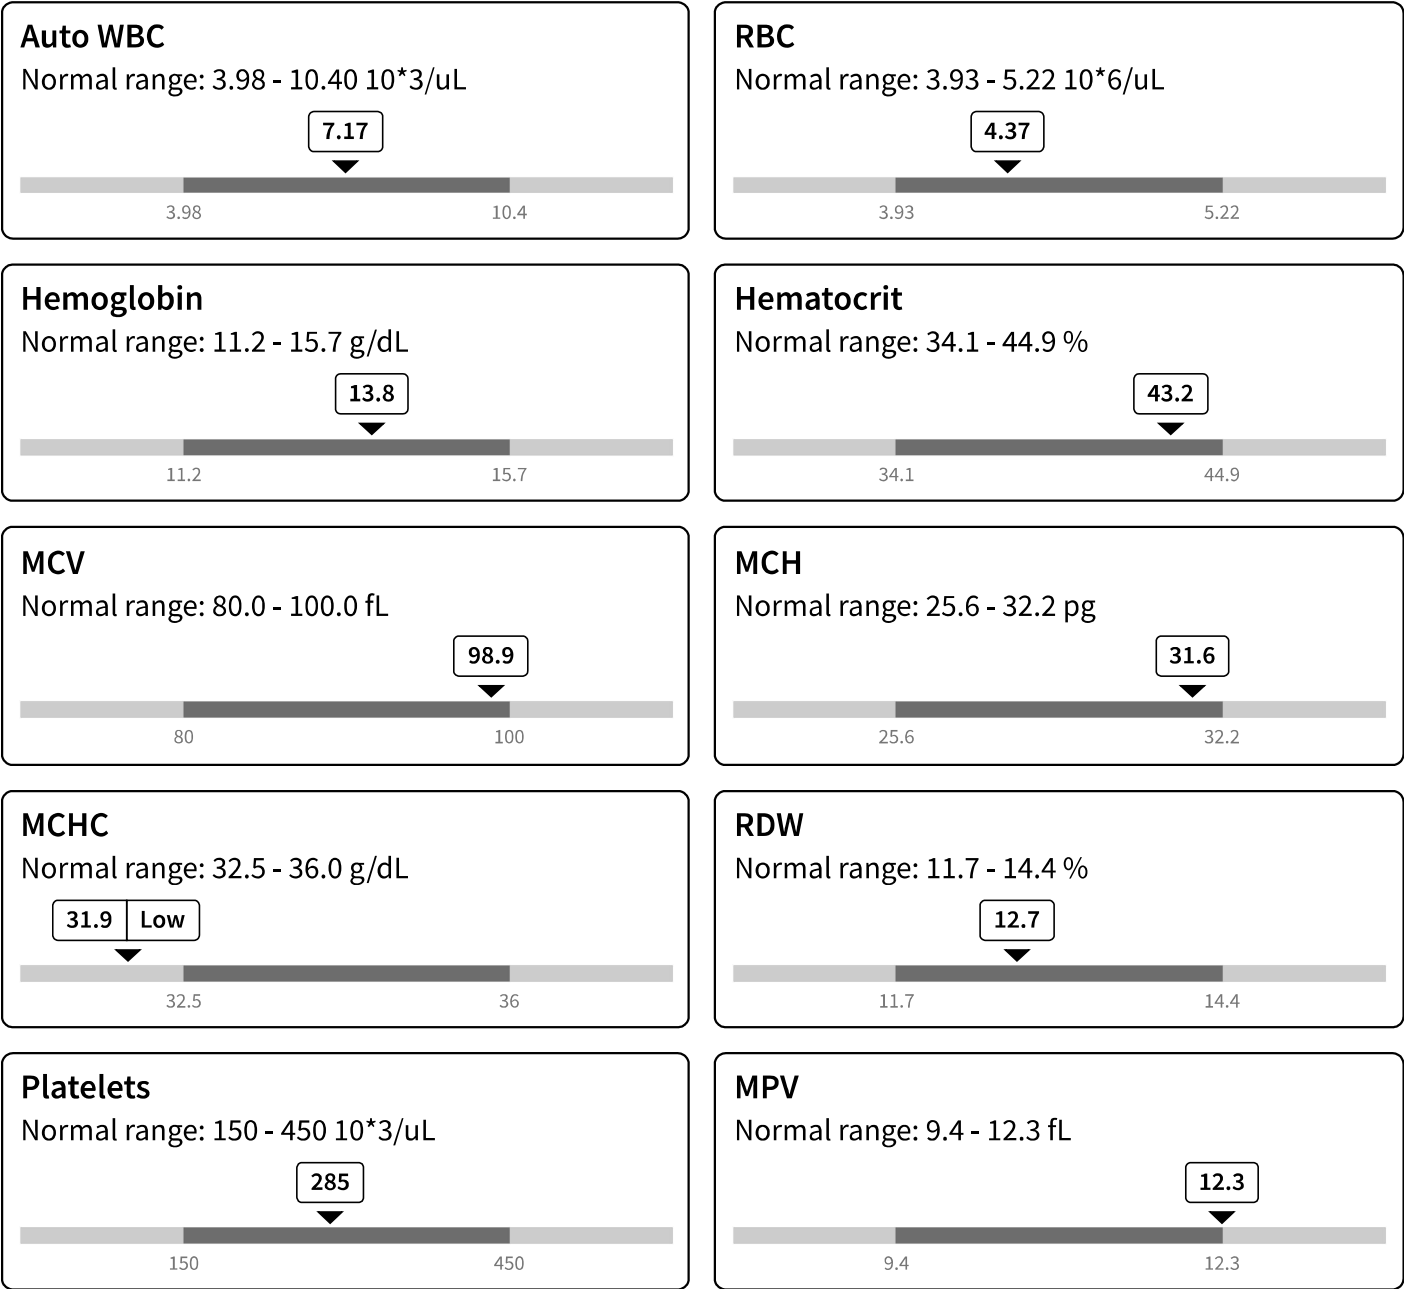 Auto WBC
Normal range: 3.98 - 10.40 10*3/uL
7.17
3.98 10.4
RBC
Normal range: 3.93 - 5.22 10*6/uL
4.37
3.93 5.22
Hemoglobin
Normal range: 11.2 - 15.7 g/dL
13.8
11.2 15.7
Hematocrit
Normal range: 34.1 - 44.9 %
43.2
34.1 44.9
MCV
Normal range: 80.0 - 100.0 fL
98.9
80 100
MCH
Normal range: 25.6 - 32.2 pg
31.6
25.6 32.2
MCHC
Normal range: 32.5 - 36.0 g/dL
31.9 Low
32.5 36
RDW
Normal range: 11.7 - 14.4 %
12.7
11.7 14.4
Platelets
Normal range: 150 - 450 10*3/uL
285
150 450
MPV
Normal range: 9.4 - 12.3 fL
12.3
9.4 12.3